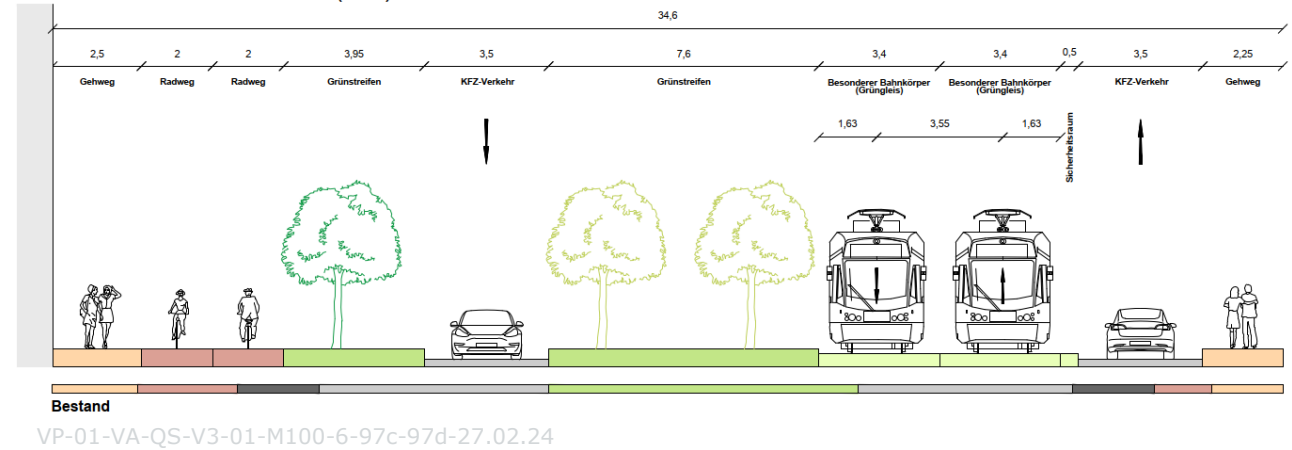 34,6
2,5 2 2 3,95 3,5 7,6 3,4 3,4 0,5 3,5 2,25
Gehweg Radweg Radweg Grünstreifen KFZ-Verkehr Grünstreifen Besonderer Bahnkörper Besonderer Bahnkörper KFZ-Verkehr Gehweg
(Grüngleis) (Grüngleis)
1,63 3,55 1,63
Sicherheitsraum
Bestand
VP-01-VA-QS-V3-01-M100-6-97c-97d-27.02.24